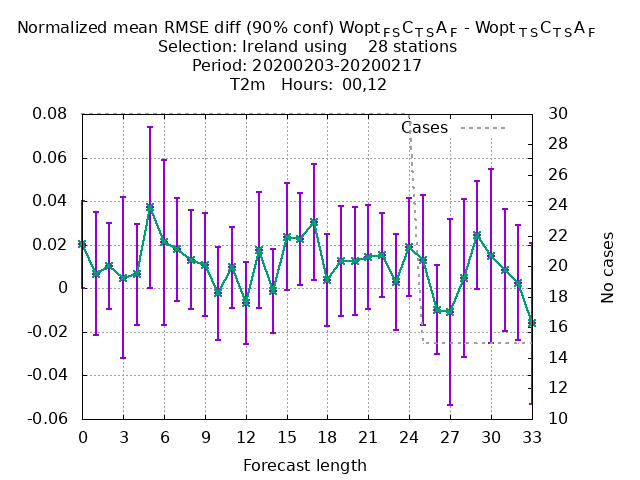 Normalized mean RMSE diff (90% conf) Wopt FS C TS A F - Wopt TS C TS A F
Selection: Ireland using 28 stations
Period: 20200203-20200217
T2m Hours: 00,12
Cases
0.08
0.06
0.04
0.02
0
-0.02
-0.04
-0.06
30
28
26
24
22
20
18
16
14
12
10
No cases
0 3 6 9 12 15 18 21 24 27 30 33
Forecast length